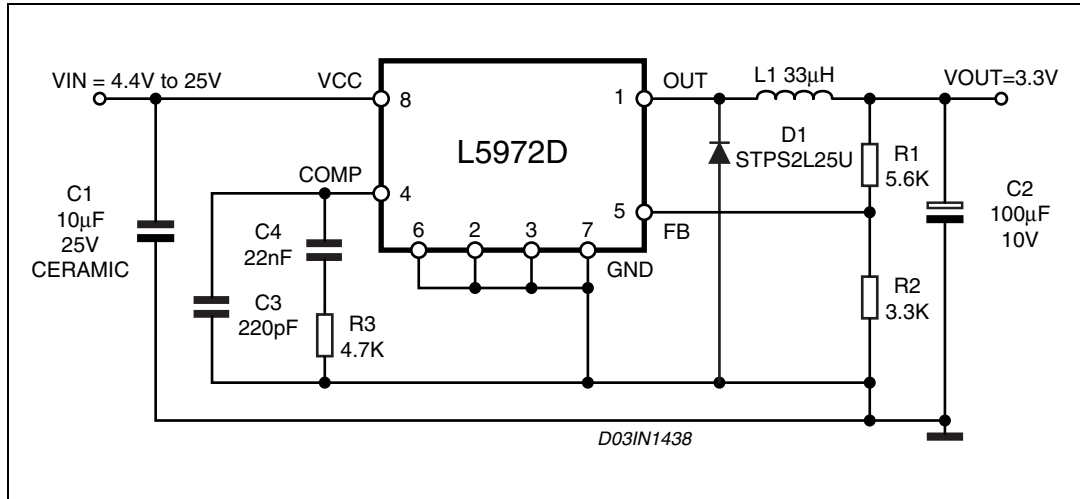 VIN = 4.4V to 25V
VCC
8
L5972D
1
OUT
L1 33μH
VOUT=3.3V
D1
STPS2L25U
R1
5.6K
COMP
4
C1
10μF
25V
CERAMIC
C4
22nF
6
2
3
7
GND
5
FB
C2
100μF
10V
C3
220pF
R3
4.7K
R2
3.3K
D03IN1438